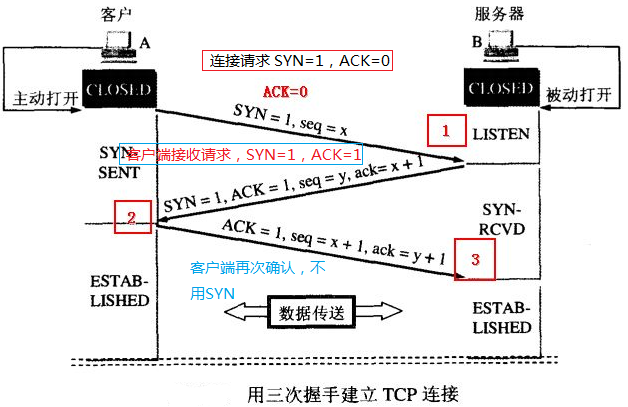 客户
服务器
A
B
连接请求 SYN=1，ACK=0
CLOSED
CLOSED
主动打开
被动打开
ACK=0
SYN = 1, seq = x
1
LISTEN
客户端接收请求，SYN=1，ACK=1
SYN-
SENT
SYN = 1, ACK = 1, seq = y, ack= x + 1
2
SYN-
RCVD
ACK = 1, seq = x + 1, ack = y + 1
3
客户端再次确认，不
用SYN
ESTAB-
LISHED
ESTAB-
LISHED
数据传送
用三次握手建立 TCP 连接